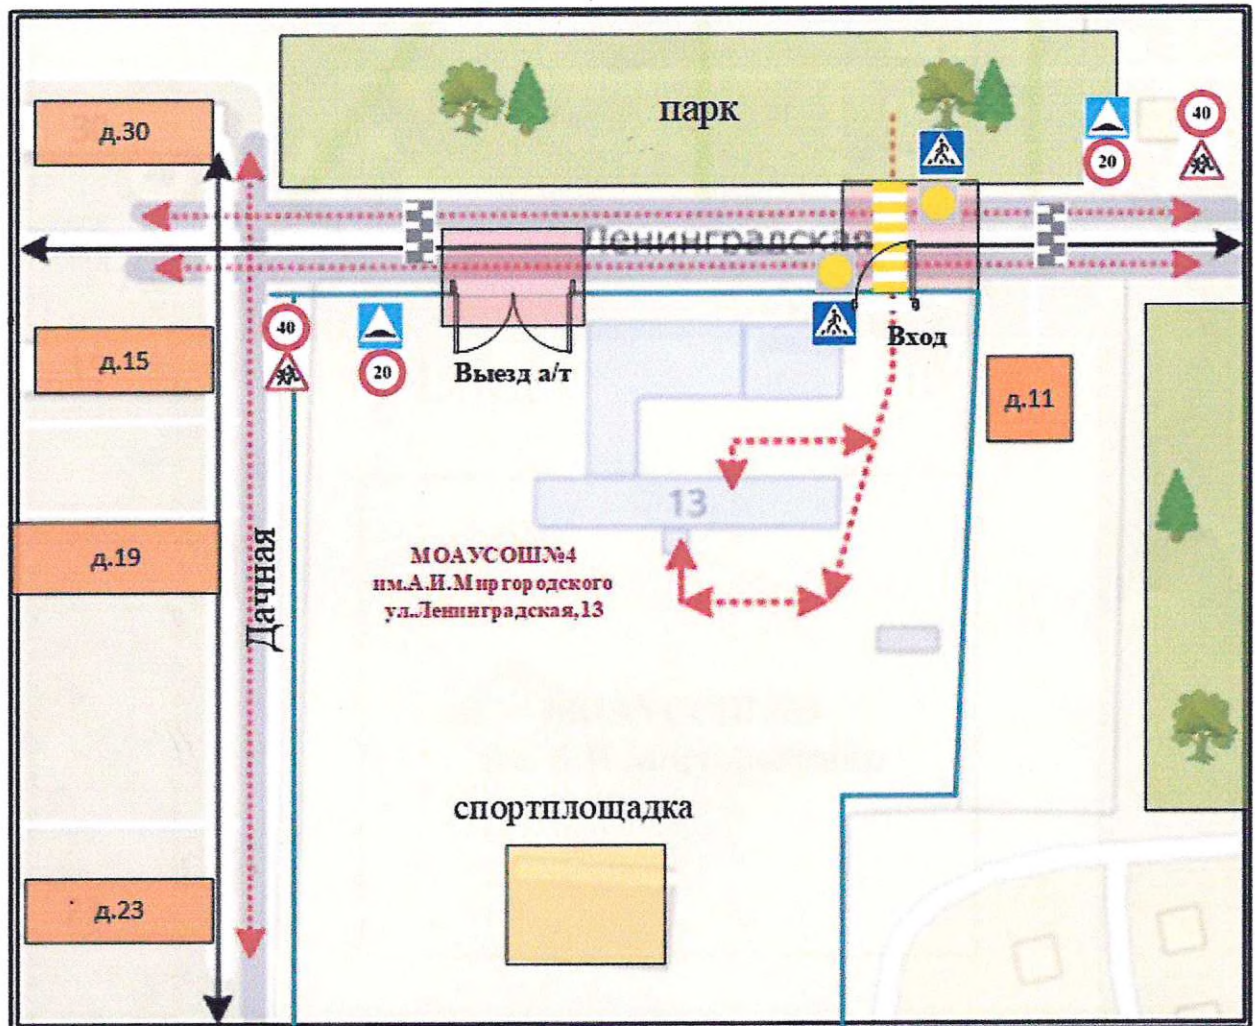 парк
д.30
40
20
Ленинградская
40
20
Выезд а/т
Вход
д.15
д.11
13
д.19
Дачная
МОАУСОШ№4
им.А.И.Миргородского
ул.Ленинградская,13
спортплощадка
д.23